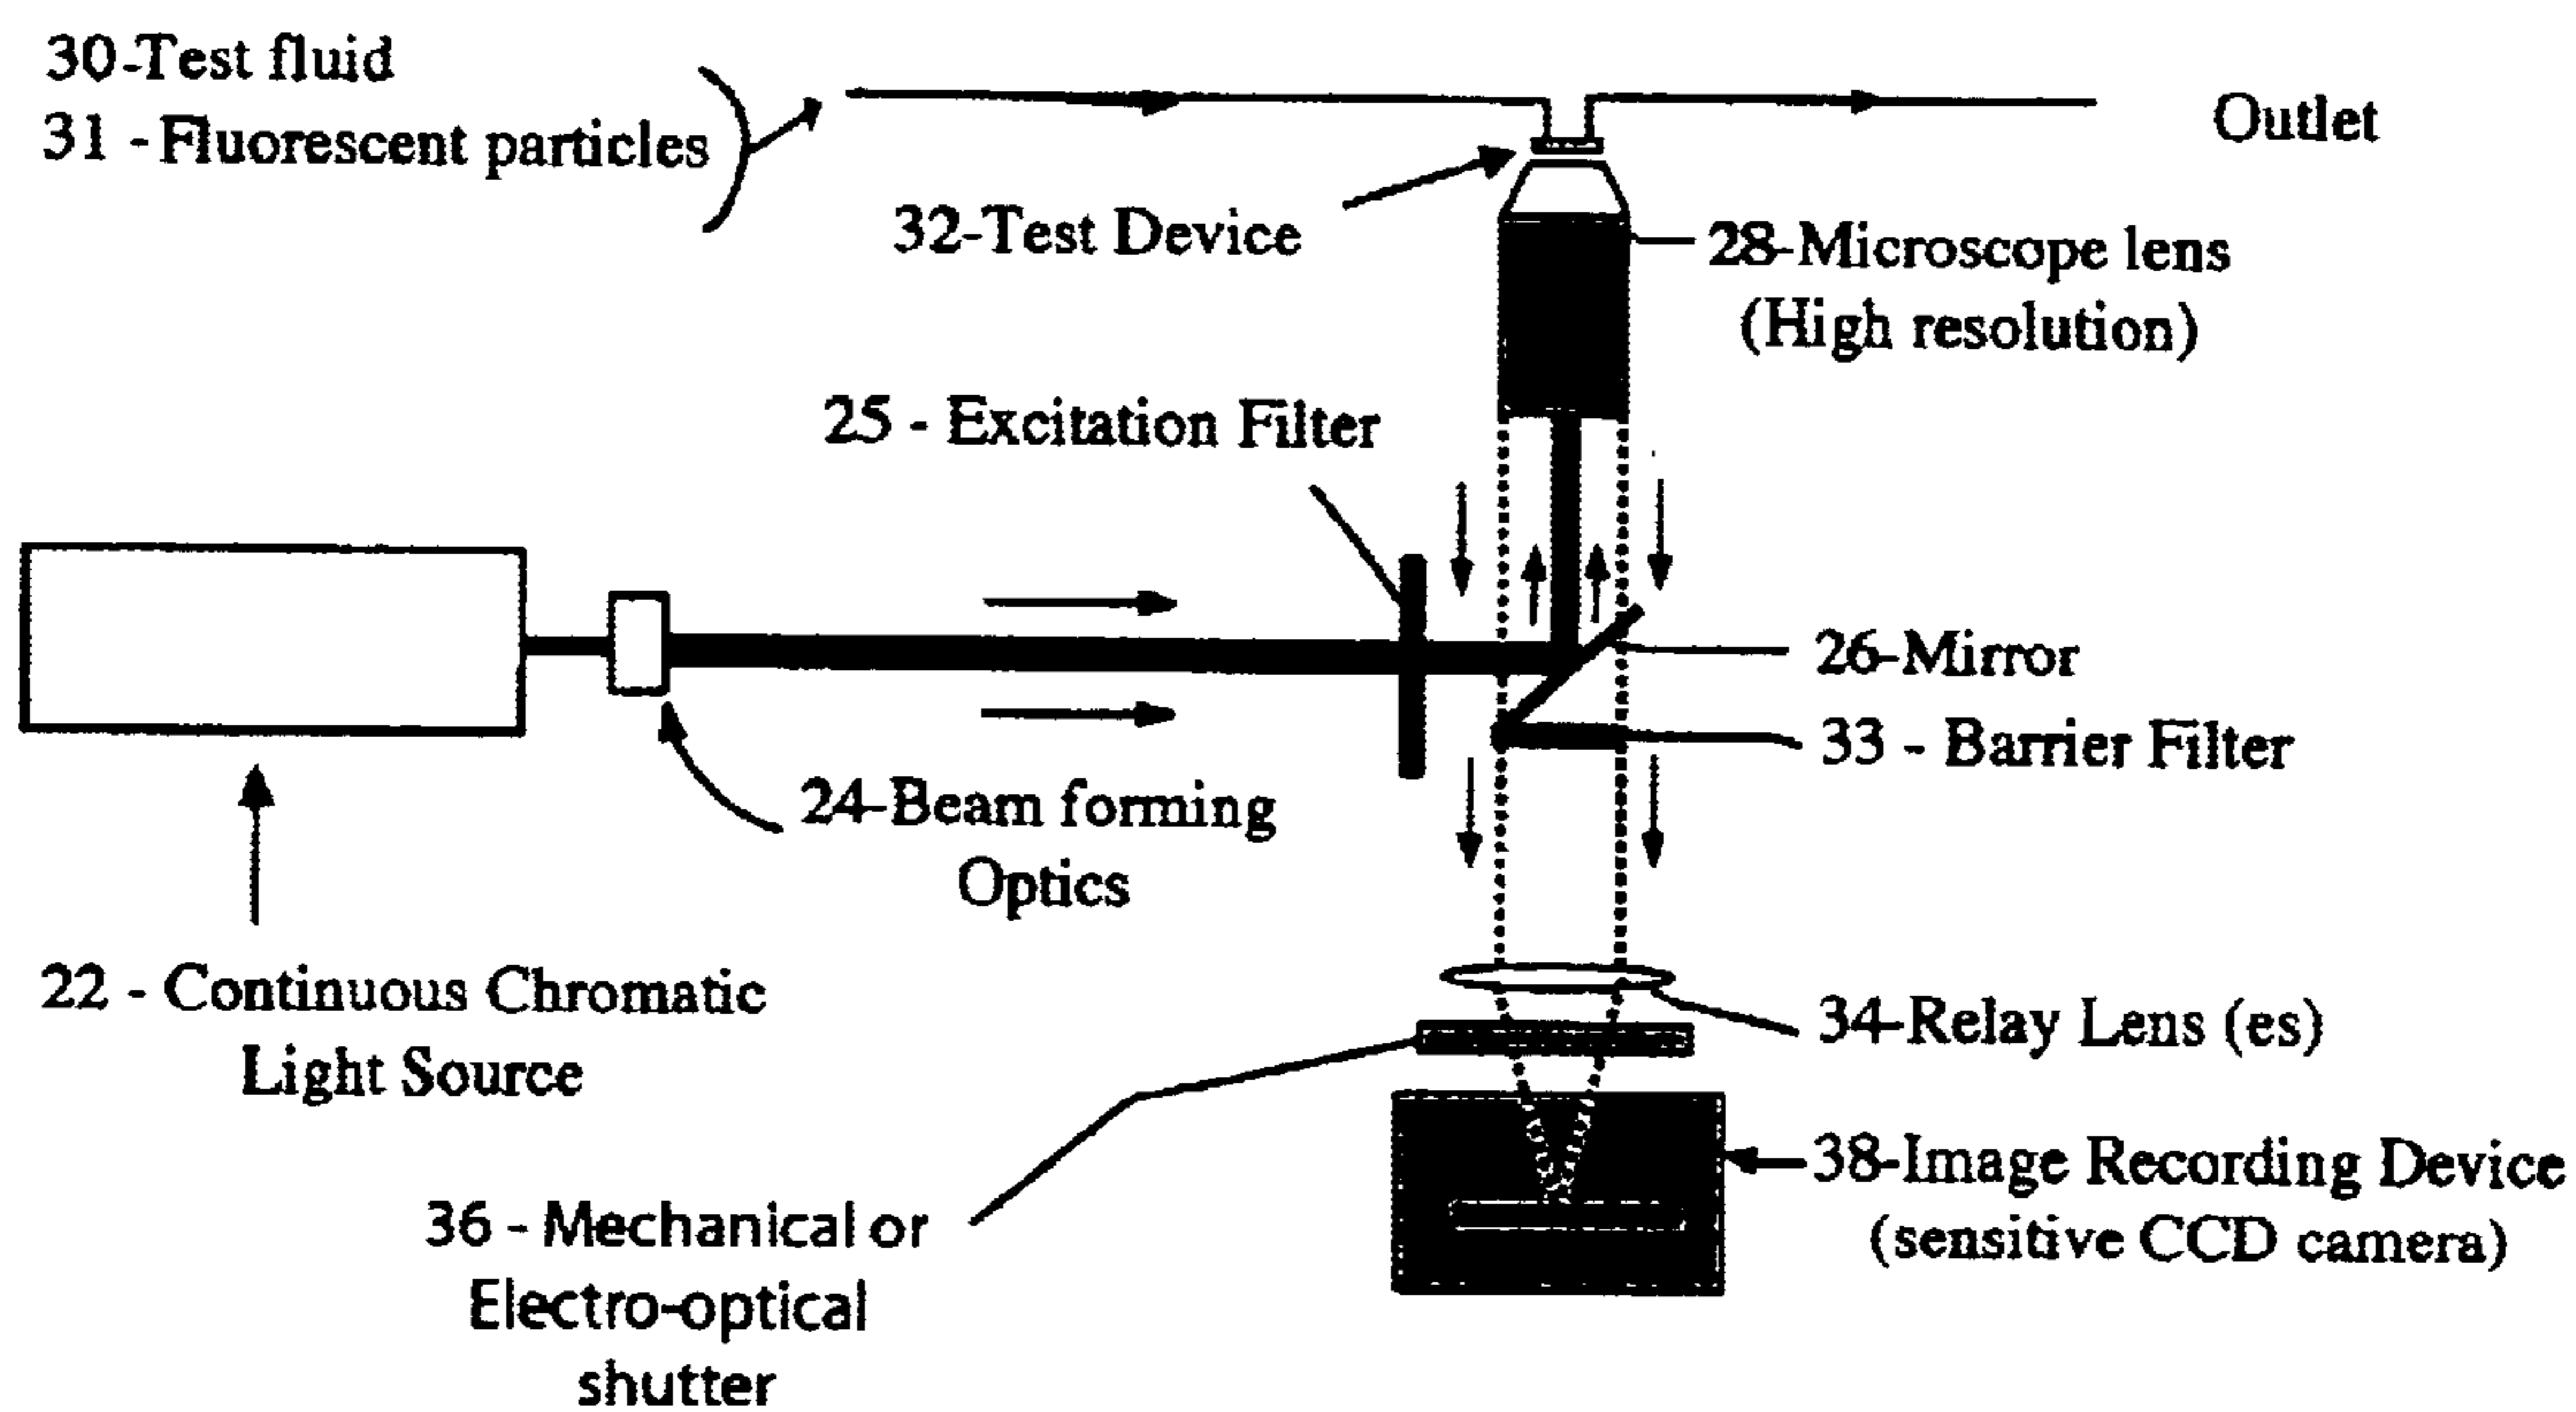 30-Test fluid
31 - Fluorescent particles
Outlet
32-Test Device
28-Microscope lens
(High resolution)
25 - Excitation Filter
26-Mirror
33 - Barrier Filter
24-Beam forming
Optics
22 - Continuous Chromatic
Light Source
34-Relay Lens (es)
38-Image Recording Device
(sensitive CCD camera)
36 - Mechanical or
Electro-optical
shutter